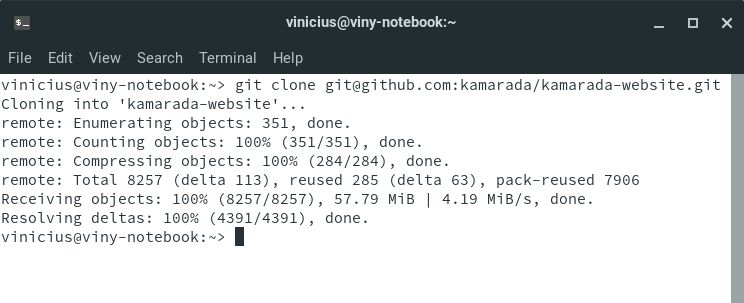 vinicius@viny-notebook:~
File Edit View Search Terminal Help
vinicius@viny-notebook:~> git clone git@github.com:kamarada/kamarada-website.git
Cloning into 'kamarada-website'...
remote: Enumerating objects: 351, done.
remote: Counting objects: 100% (351/351), done.
remote: Compressing objects: 100% (284/284), done.
remote: Total 8257 (delta 113), reused 285 (delta 63), pack-reused 7906
Receiving objects: 100% (8257/8257), 57.79 MiB | 4.19 MiB/s, done.
Resolving deltas: 100% (4391/4391), done.
vinicius@viny-notebook:~>